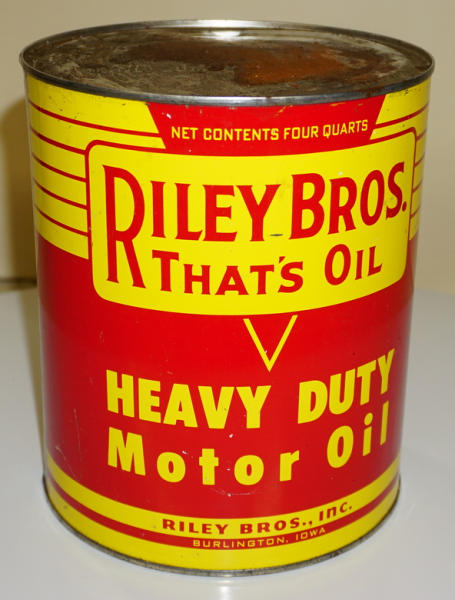 NET CONTENTS FOUR QUARTS
RILEY BROS.
THAT'S OIL
HEAVY DUTY
Motor Oil
RILEY BROS., Inc.
BURLINGTON, IOWA